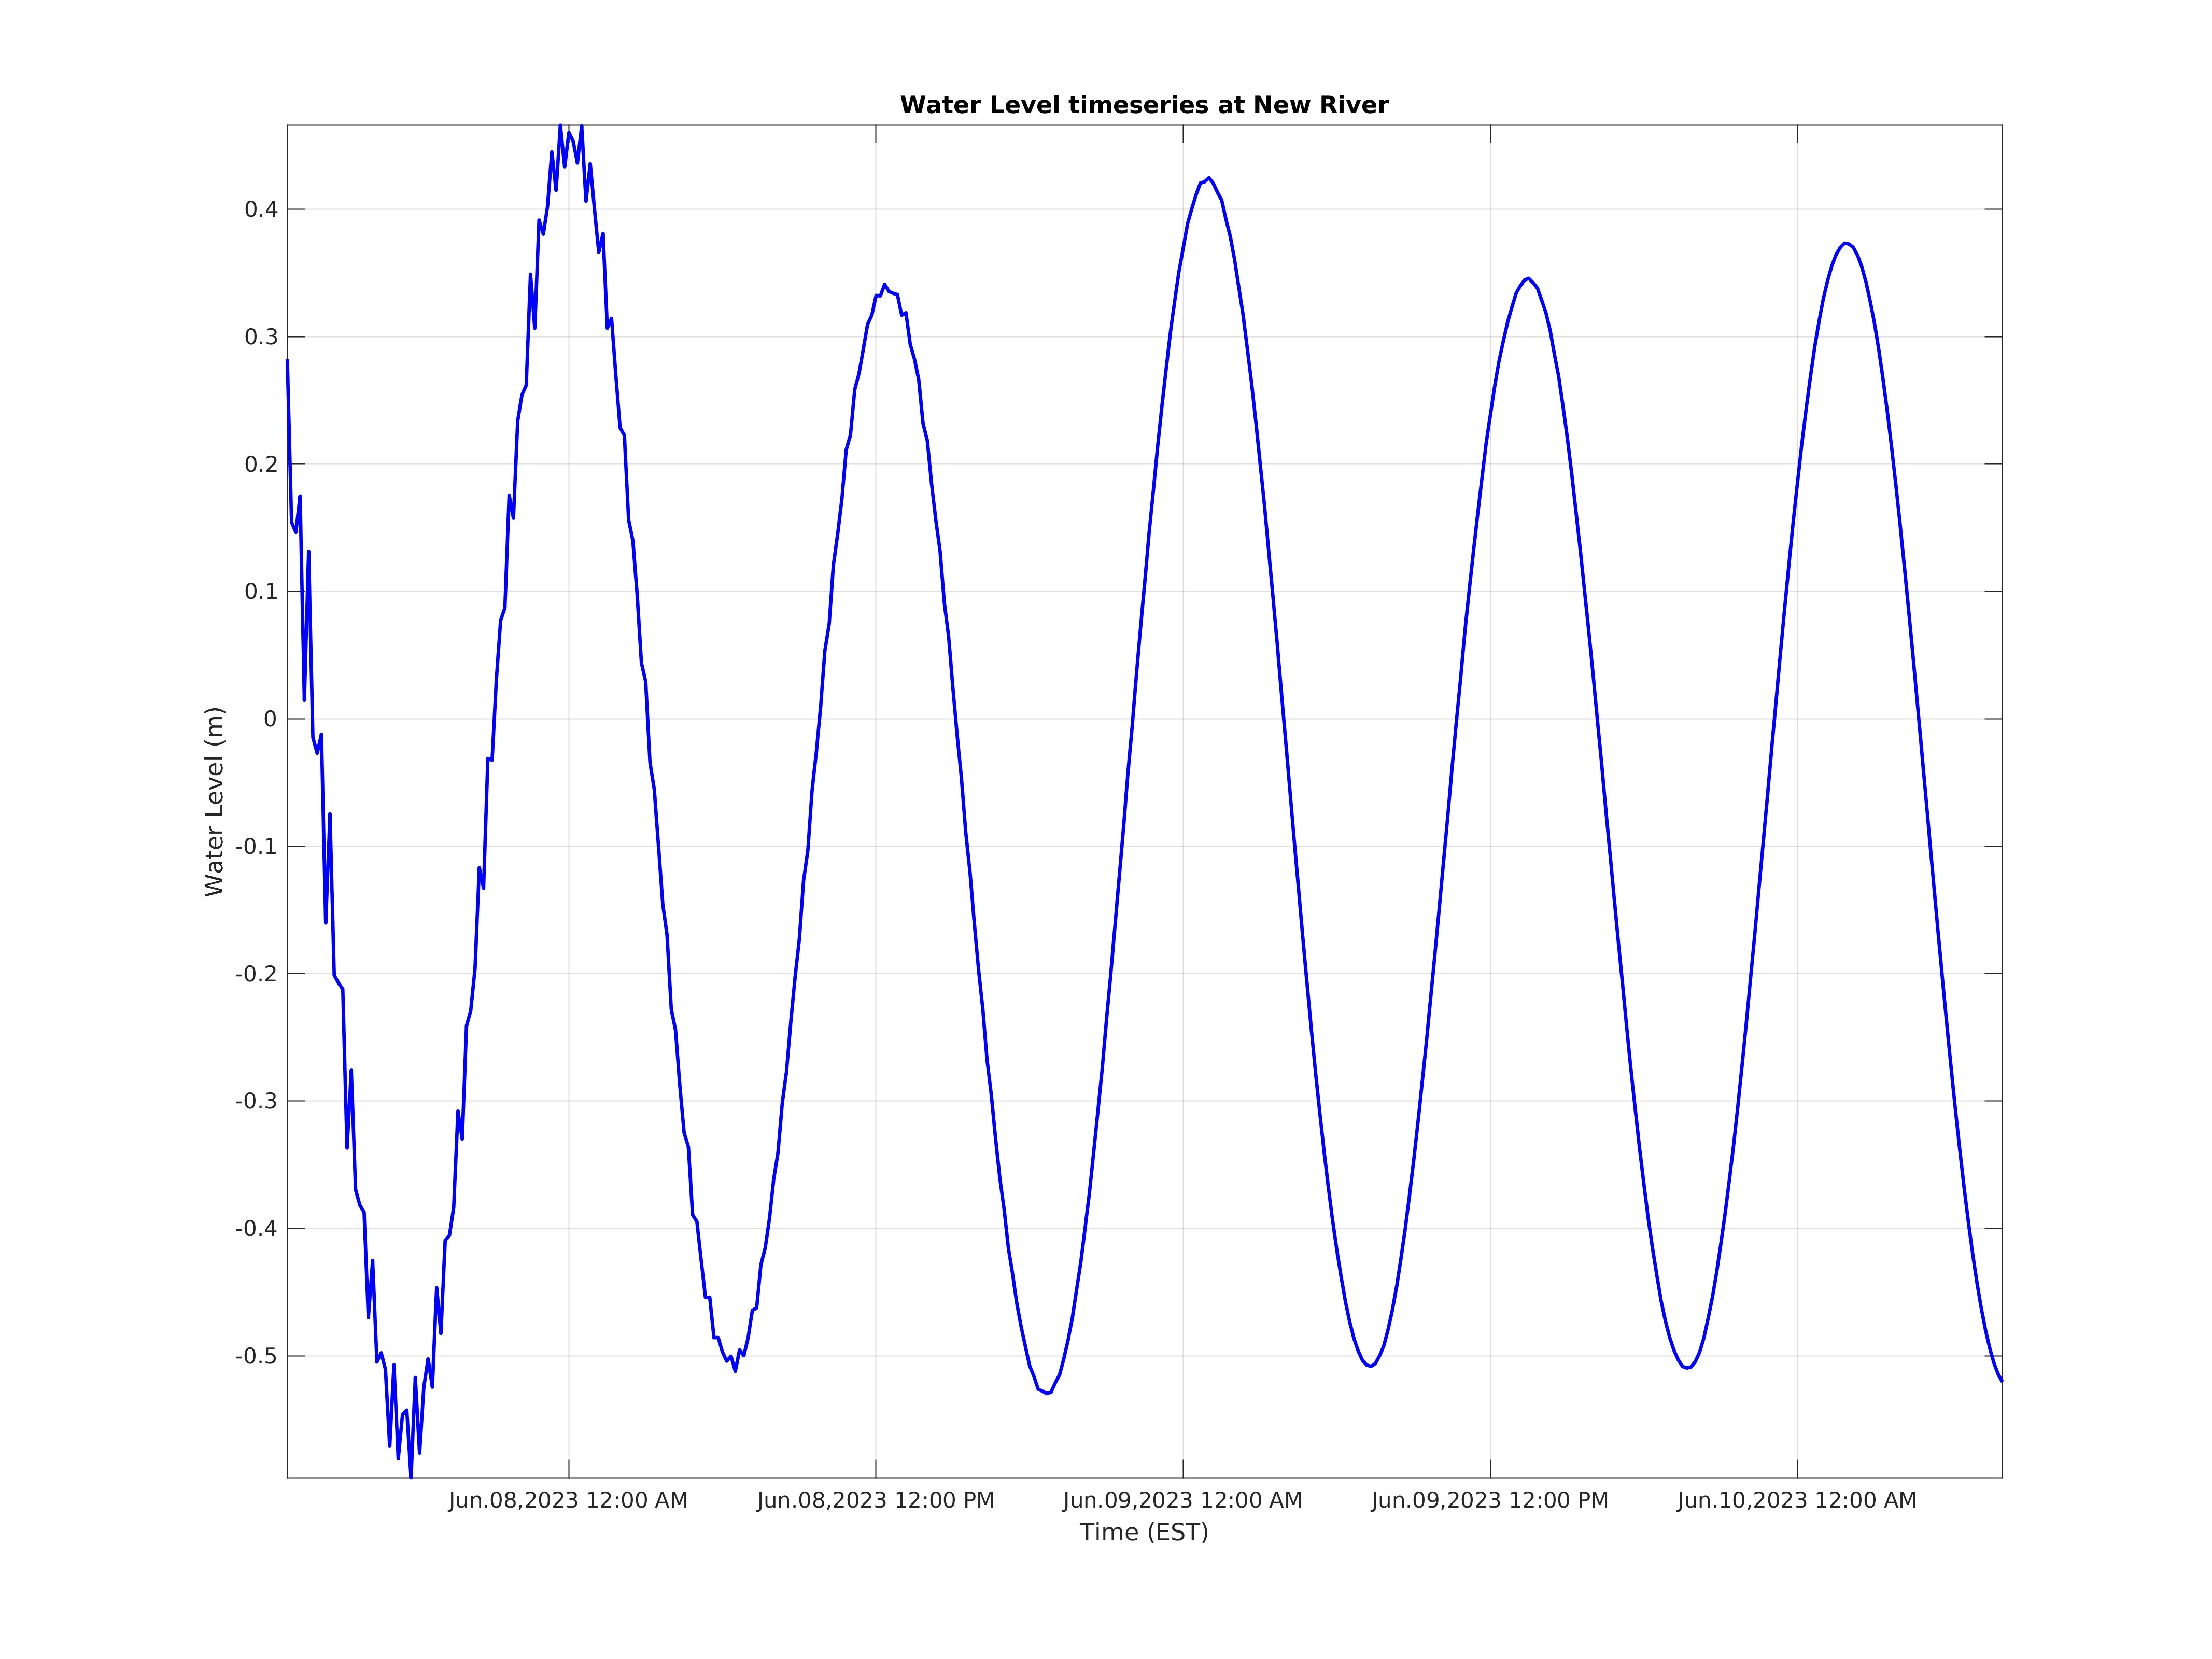 Water Level timeseries at New River
0.4
0.3
0.2
0.1
0
-0.1
-0.2
-0.3
-0.4
-0.5
Water Level (m)
Jun.08,2023 12:00 AM
Jun.08,2023 12:00 PM
Jun.09,2023 12:00 AM
Jun.09,2023 12:00 PM
Jun.10,2023 12:00 AM
Time (EST)